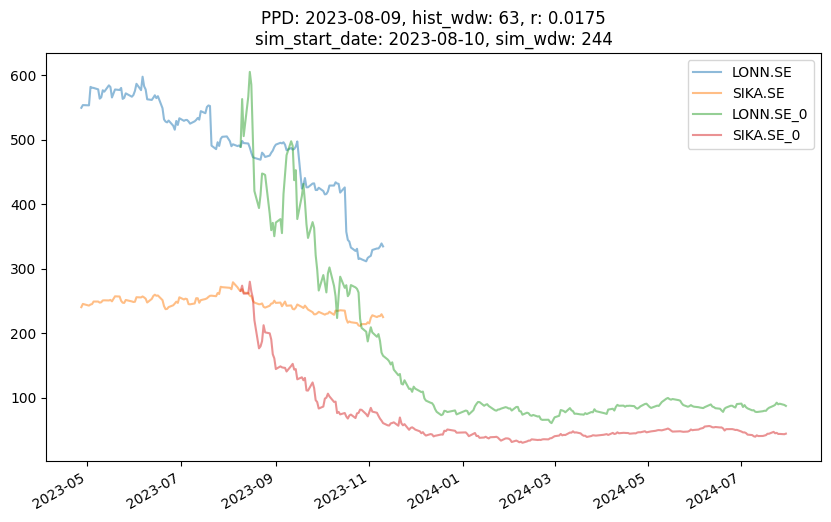 PPD: 2023-08-09, hist_wdw: 63, r: 0.0175
sim_start_date: 2023-08-10, sim_wdw: 244
LONN.SE
SIKA.SE
LONN.SE_0
SIKA.SE_0
600
500
400
300
200
100
2023-05
2023-07
2023-09
2023-11
2024-01
2024-03
2024-05
2024-07